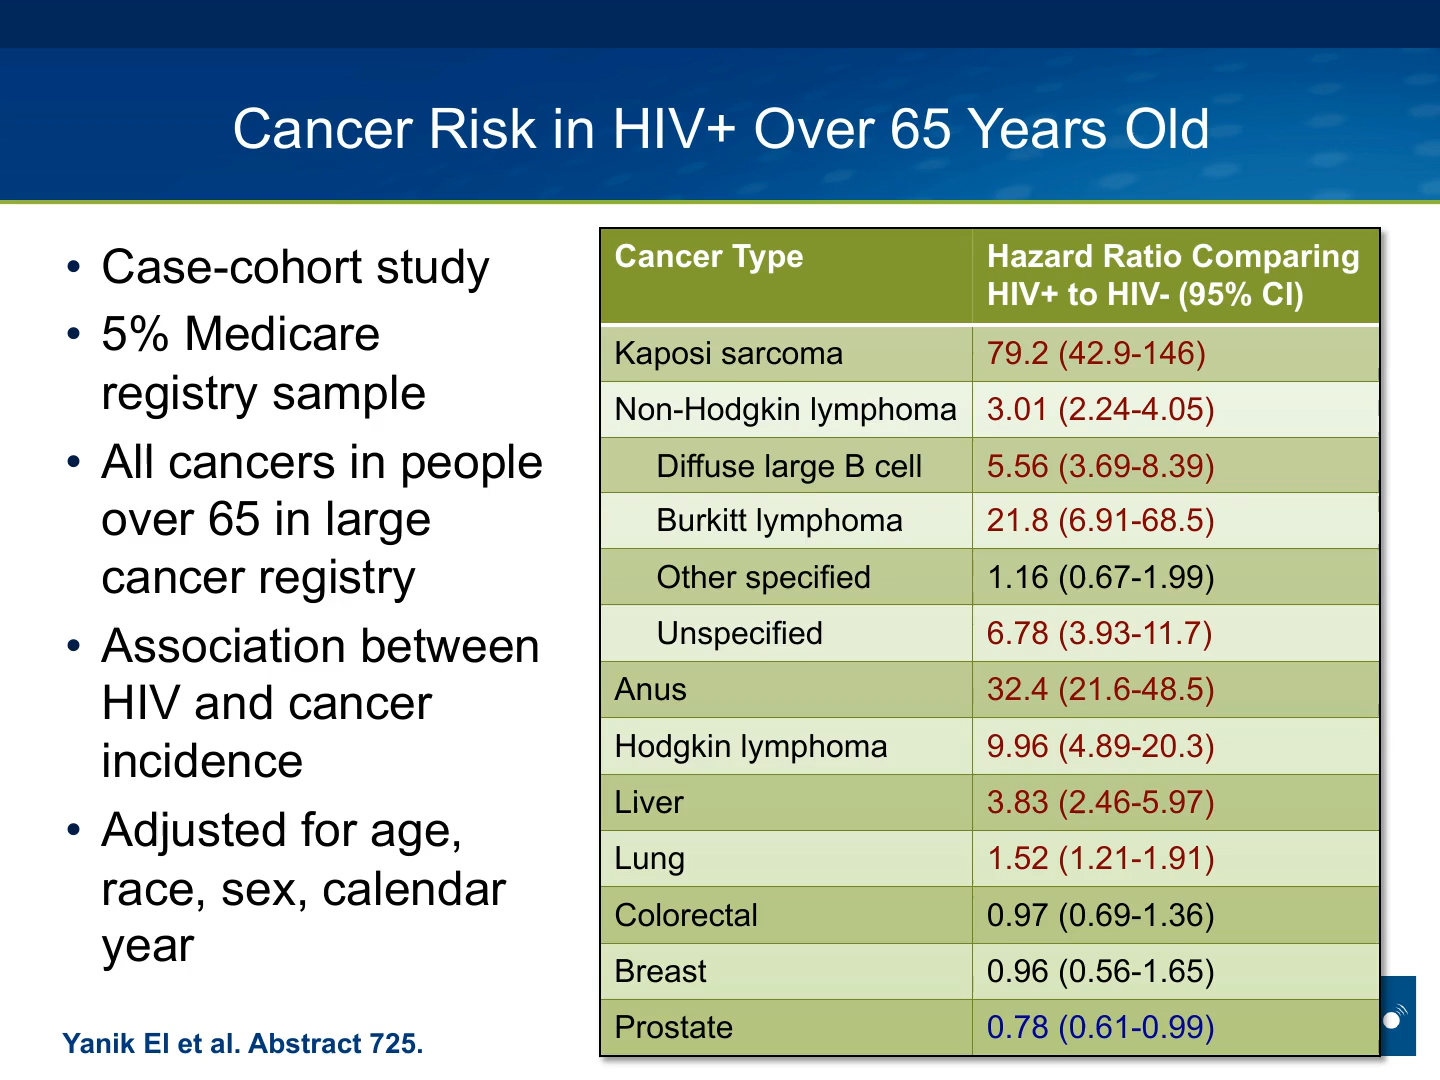 Cancer Risk in HIV+ Over 65 Years Old
• Case-cohort study
• 5% Medicare
registry sample
• All cancers in people
over 65 in large
cancer registry
• Association between
HIV and cancer
incidence
• Adjusted for age,
race, sex, calendar
year
Yanik El et al. Abstract 725.
Cancer Type Hazard Ratio Comparing
HIV+ to HIV- (95% CI)
Kaposi sarcoma 79.2 (42.9-146)
Non-Hodgkin lymphoma 3.01 (2.24-4.05)
Diffuse large B cell 5.56 (3.69-8.39)
Burkitt lymphoma 21.8 (6.91-68.5)
Other specified 1.16 (0.67-1.99)
Unspecified 6.78 (3.93-11.7)
Anus 32.4 (21.6-48.5)
Hodgkin lymphoma 9.96 (4.89-20.3)
Liver 3.83 (2.46-5.97)
Lung 1.52 (1.21-1.91)
Colorectal 0.97 (0.69-1.36)
Breast 0.96 (0.56-1.65)
Prostate 0.78 (0.61-0.99)